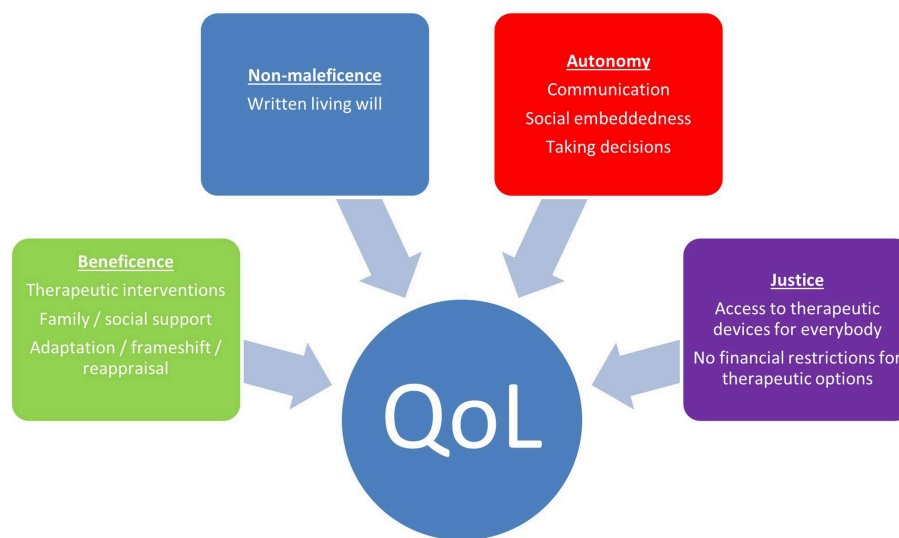 Non-maleficence
Written living will
Autonomy
Communication
Social embeddedness
Taking decisions
Beneficence
Therapeutic interventions
Family / social support
Adaptation / frameshift /
reappraisal
Justice
Access to therapeutic
devices for everybody
No financial restrictions for
therapeutic options
QoL